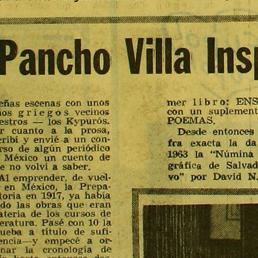 Pancho Villa Insp
eñas escenas con unos
os griegos vecinos
estros — los Kypurós.
r cuanto a la prosa,
cribí y envié a un con-
rso de algún periódico
México un cuento de
e no volví a saber.
Al emprender, de vuel-
en México, la Prepa-
toria en 1917, ya había
do las obras que eran
ateria de los cursos de
eratura. Pasé con 10 la
ueba a título de sufi-
encia—y empecé a or-
nar la cronología de
mer libro: ENS
con un suplement
POEMAS.
Desde entonces
fra exacta la da
1963 la "Númina
gráfica de Salvad
vo" por David N.